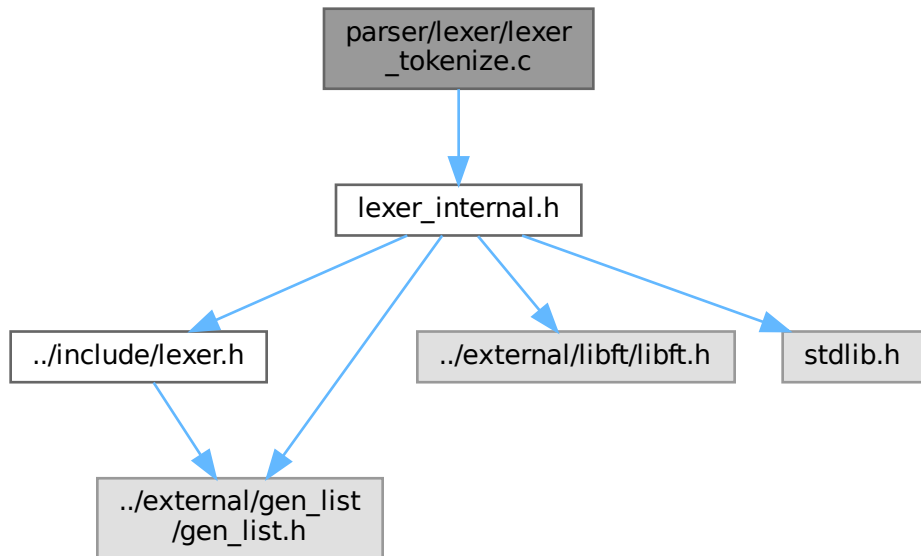 parser/lexer/lexer
_tokenize.c
lexer_internal.h
../include/lexer.h
../external/libft/libft.h
stdlib.h
../external/gen_list
/gen_list.h